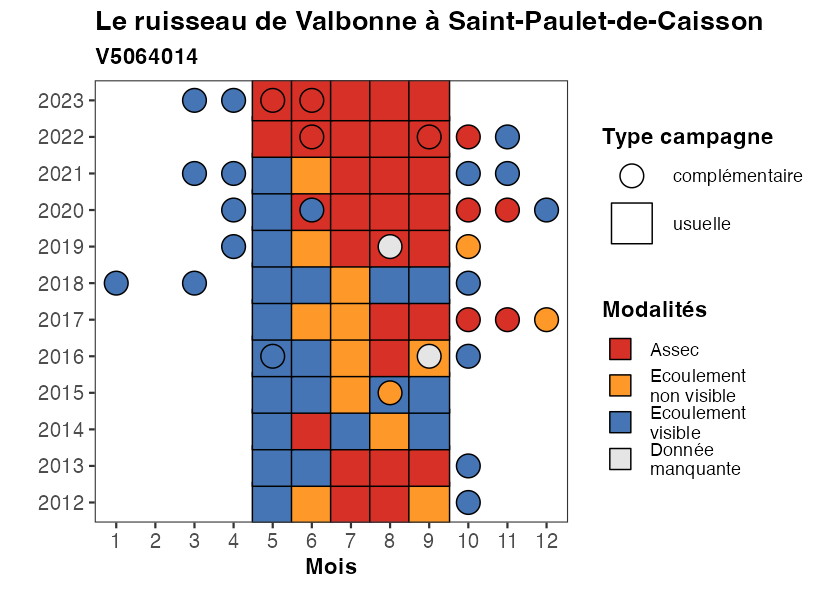 Le ruisseau de Valbonne à Saint-Paulet-de-Caisson
V5064014
2023
2022
2021
2020
2019
2018
2017
2016
2015
2014
2013
2012
1 2 3 4 5 6 7 8 9 10 11 12
Mois
Type campagne
complémentaire
usuelle
Modalités
Assec
Ecoulement
non visible
Ecoulement
visible
Donnée
manquante